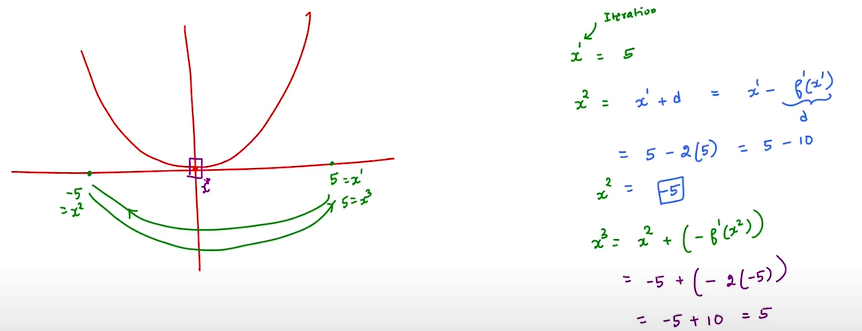 Iteration
x¹ = 5
x² = x¹ + d = x¹ - f'(x¹)
d
= 5 - 2(5) = 5 - 10
x² = -5
x³ = x² + (- f'(x²))
= -5 + (- 2(-5))
= -5 + 10 = 5
x*
5 = x¹
5 = x³
-5
= x²